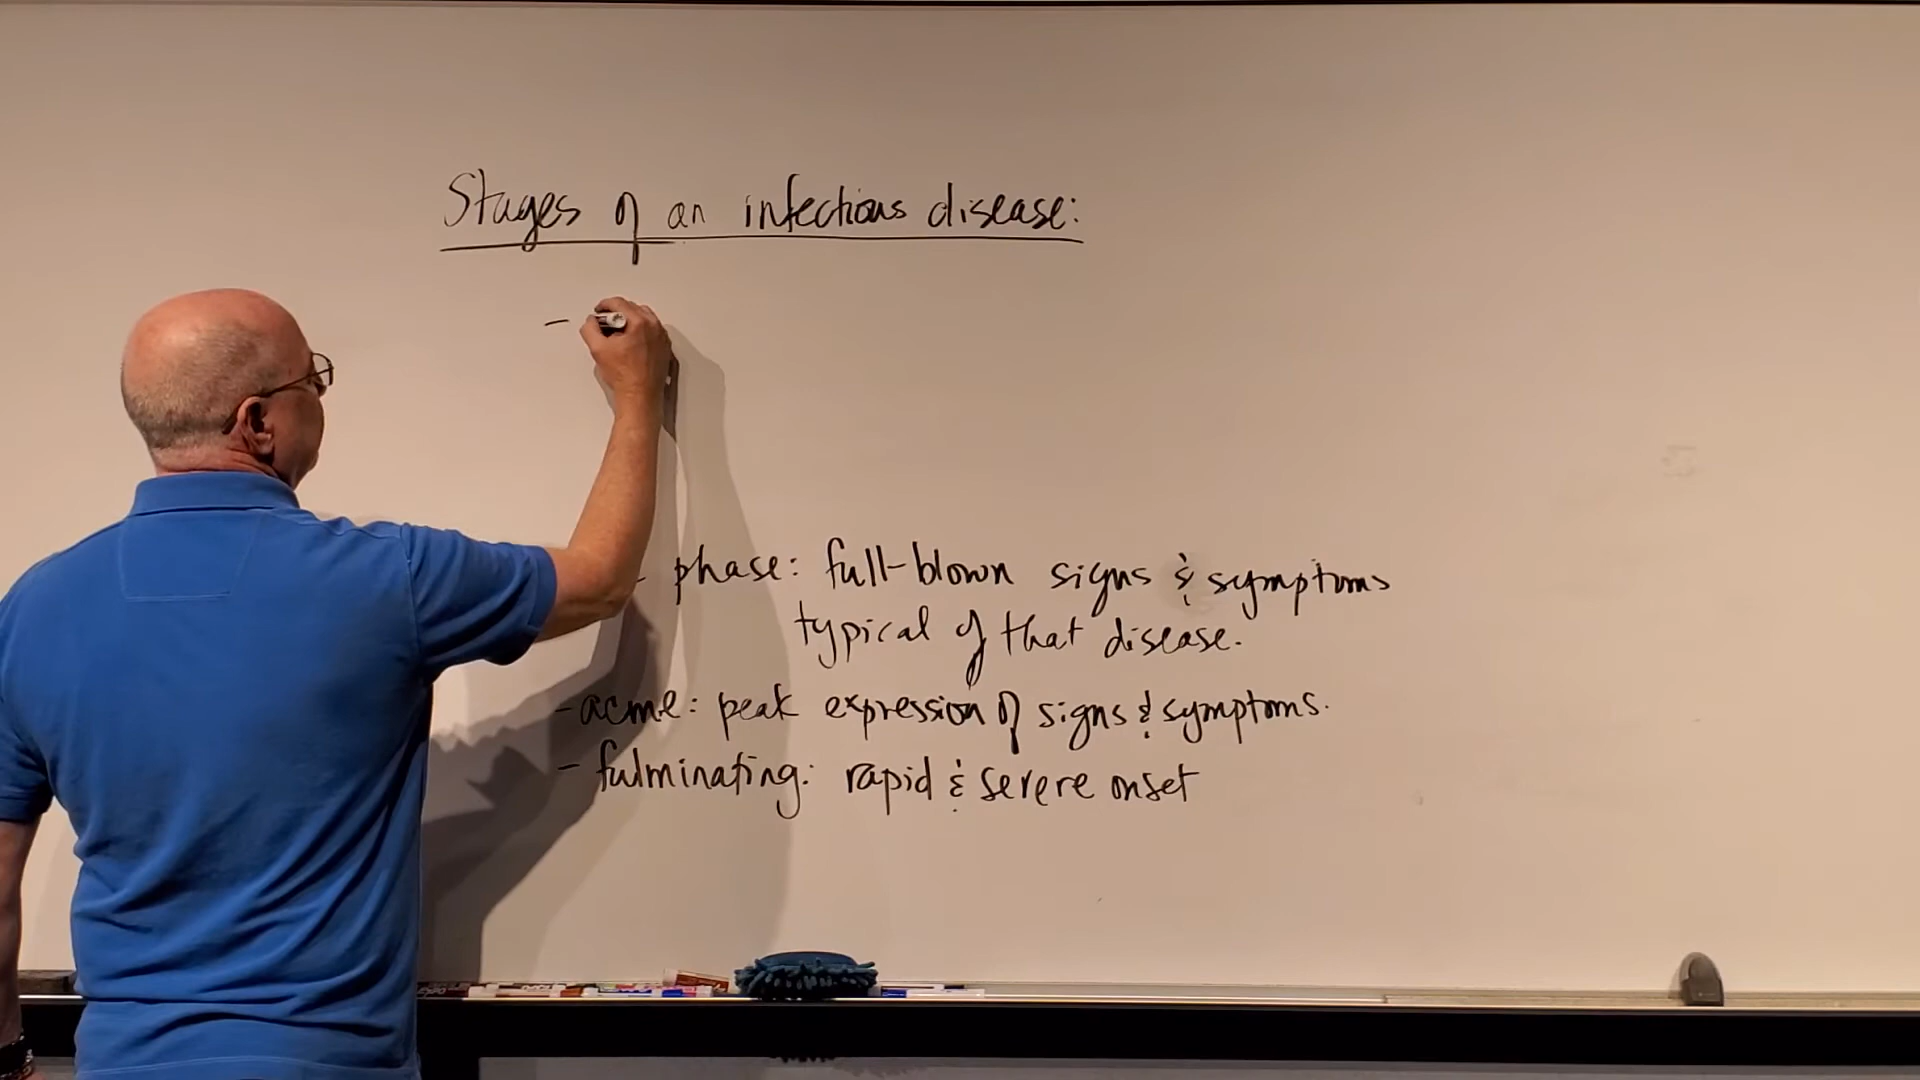 Stages of an infectious disease:
-
- phase: full-blown signs & symptoms
typical of that disease.
- acme: peak expression of signs & symptoms.
- fulminating: rapid & severe onset